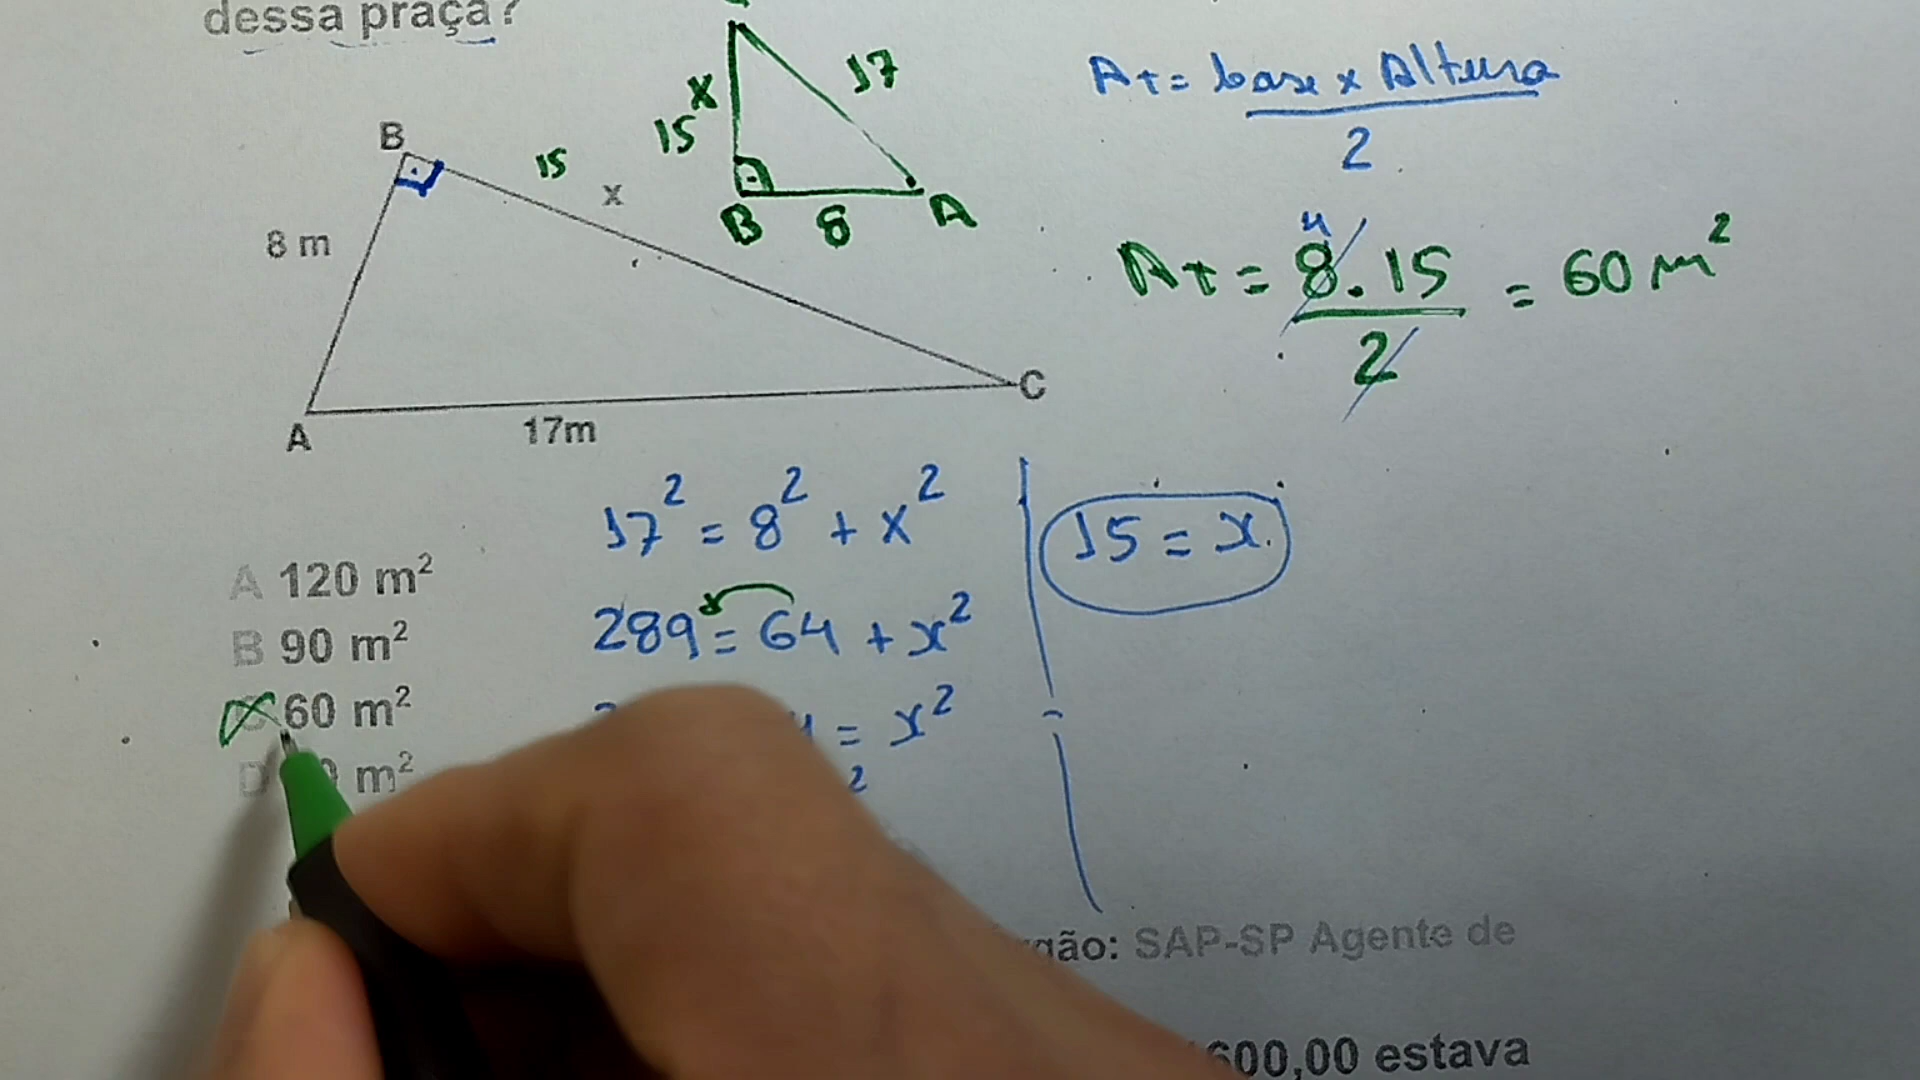 dessa praça?
x
17
15
B
8
A
At = base x Altura
2
B
15
x
8 m
A
17m
C
4
At = 8.15 = 60 m²
2
17² = 8² + x²
15 = x.
289 = 64 + x²
= x²
2
A 120 m²
B 90 m²
60 m²
D m²
SAP-SP Agente de
600,00 estava